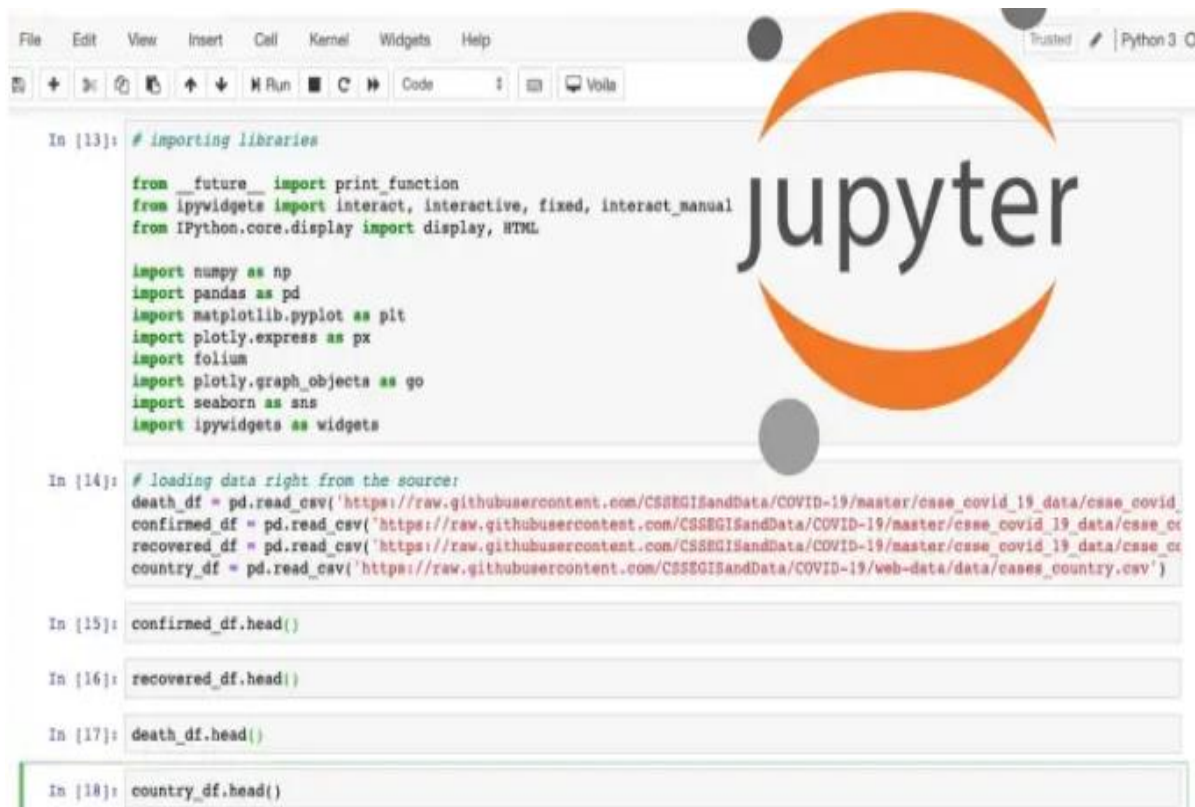 File Edit View Insert Cell Kernel Widgets Help
Trusted Python 3 O
Run Code Voila
jupyter
In [13]: # importing libraries
from __future__ import print_function
from ipywidgets import interact, interactive, fixed, interact_manual
from IPython.core.display import display, HTML
import numpy as np
import pandas as pd
import matplotlib.pyplot as plt
import plotly.express as px
import folium
import plotly.graph_objects as go
import seaborn as sns
import ipywidgets as widgets
In [14]: # loading data right from the source:
death_df = pd.read_csv('https://raw.githubusercontent.com/CSSEGISandData/COVID-19/master/csse_covid_19_data/csse_covid_
confirmed_df = pd.read_csv('https://raw.githubusercontent.com/CSSEGISandData/COVID-19/master/csse_covid_19_data/csse_co
recovered_df = pd.read_csv('https://raw.githubusercontent.com/CSSEGISandData/COVID-19/master/csse_covid_19_data/csse_co
country_df = pd.read_csv('https://raw.githubusercontent.com/CSSEGISandData/COVID-19/web-data/data/cases_country.csv')
In [15]: confirmed_df.head()
In [16]: recovered_df.head()
In [17]: death_df.head()
In [18]: country_df.head()